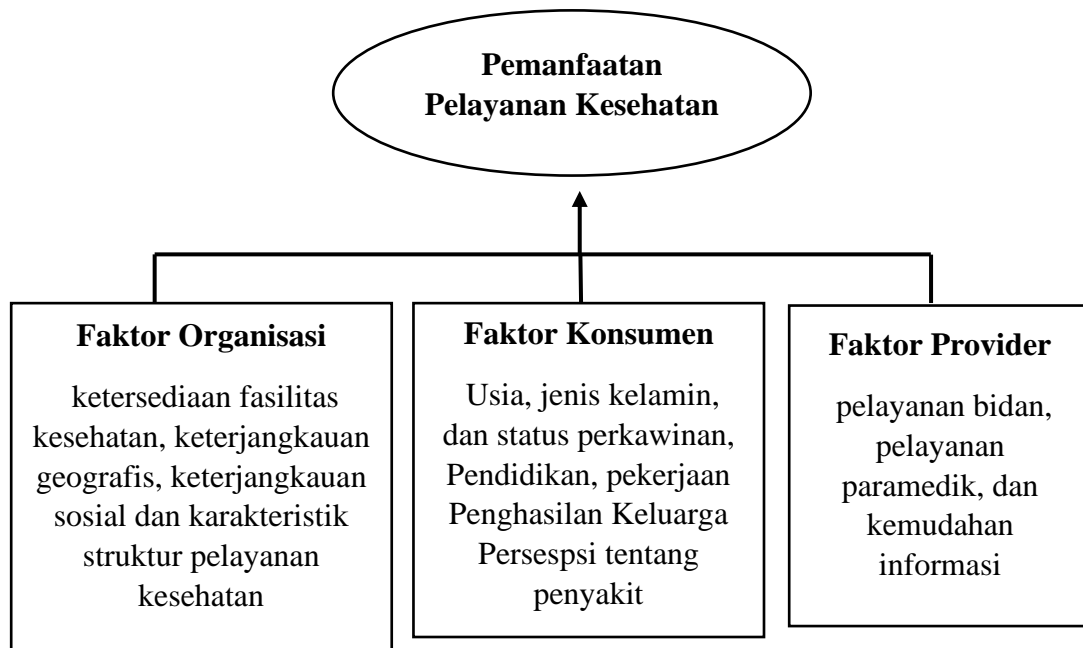 Pemanfaatan
Pelayanan Kesehatan
Faktor Organisasi
ketersediaan fasilitas
kesehatan, keterjangkauan
geografis, keterjangkauan
sosial dan karakteristik
struktur pelayanan
kesehatan
Faktor Konsumen
Usia, jenis kelamin,
dan status perkawinan,
Pendidikan, pekerjaan
Penghasilan Keluarga
Persespsi tentang
penyakit
Faktor Provider
pelayanan bidan,
pelayanan
paramedik, dan
kemudahan
informasi